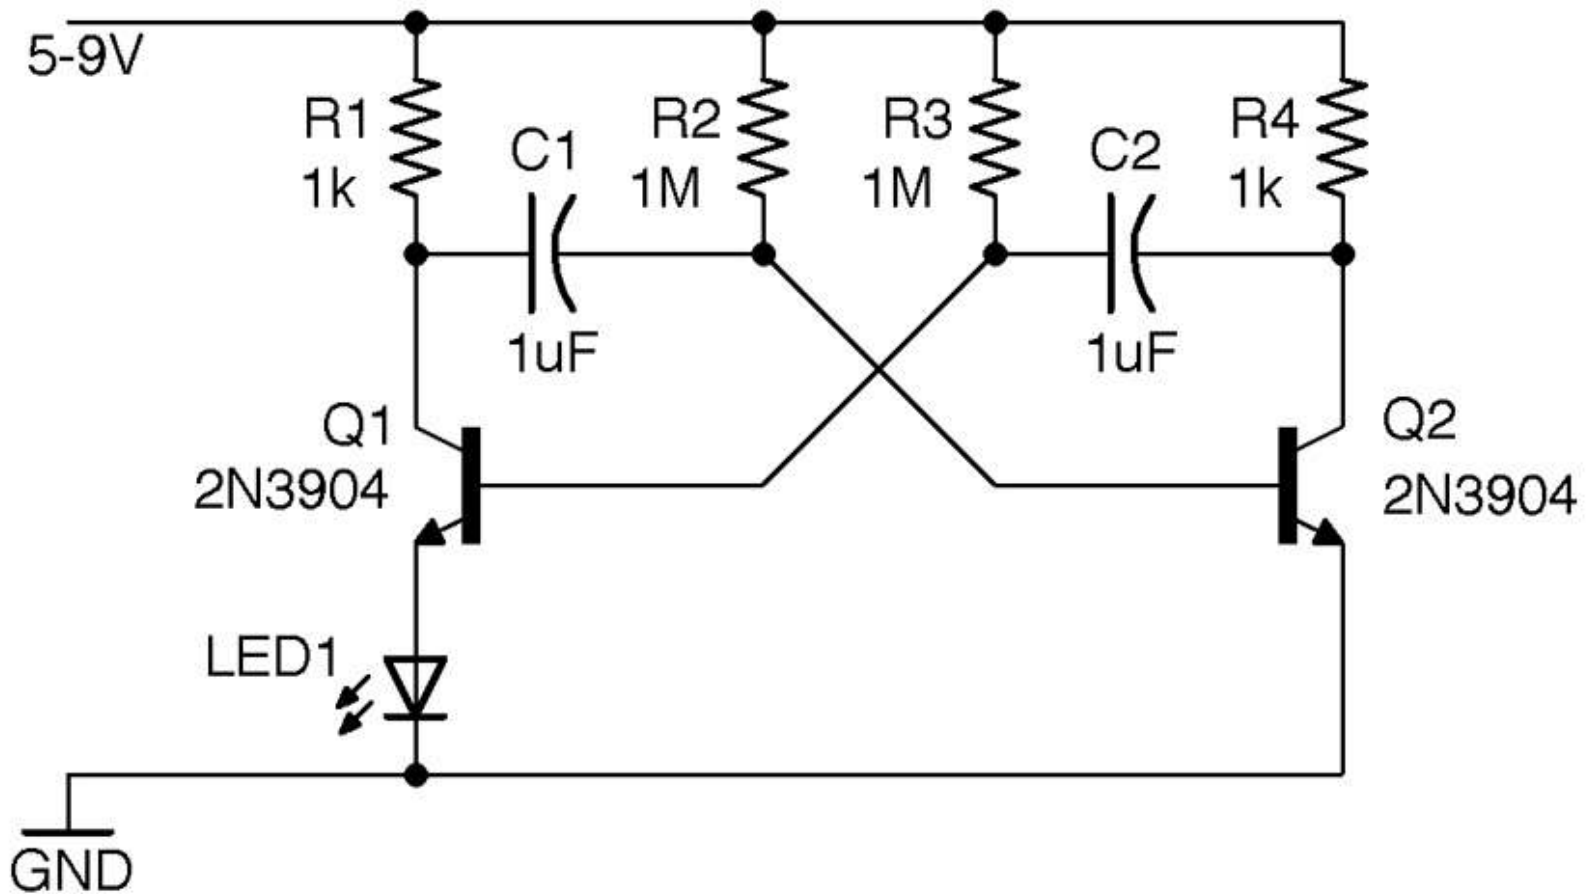 5-9V
R1
1k
C1
1uF
R2
1M
R3
1M
C2
1uF
R4
1k
Q1
2N3904
Q2
2N3904
LED1
GND